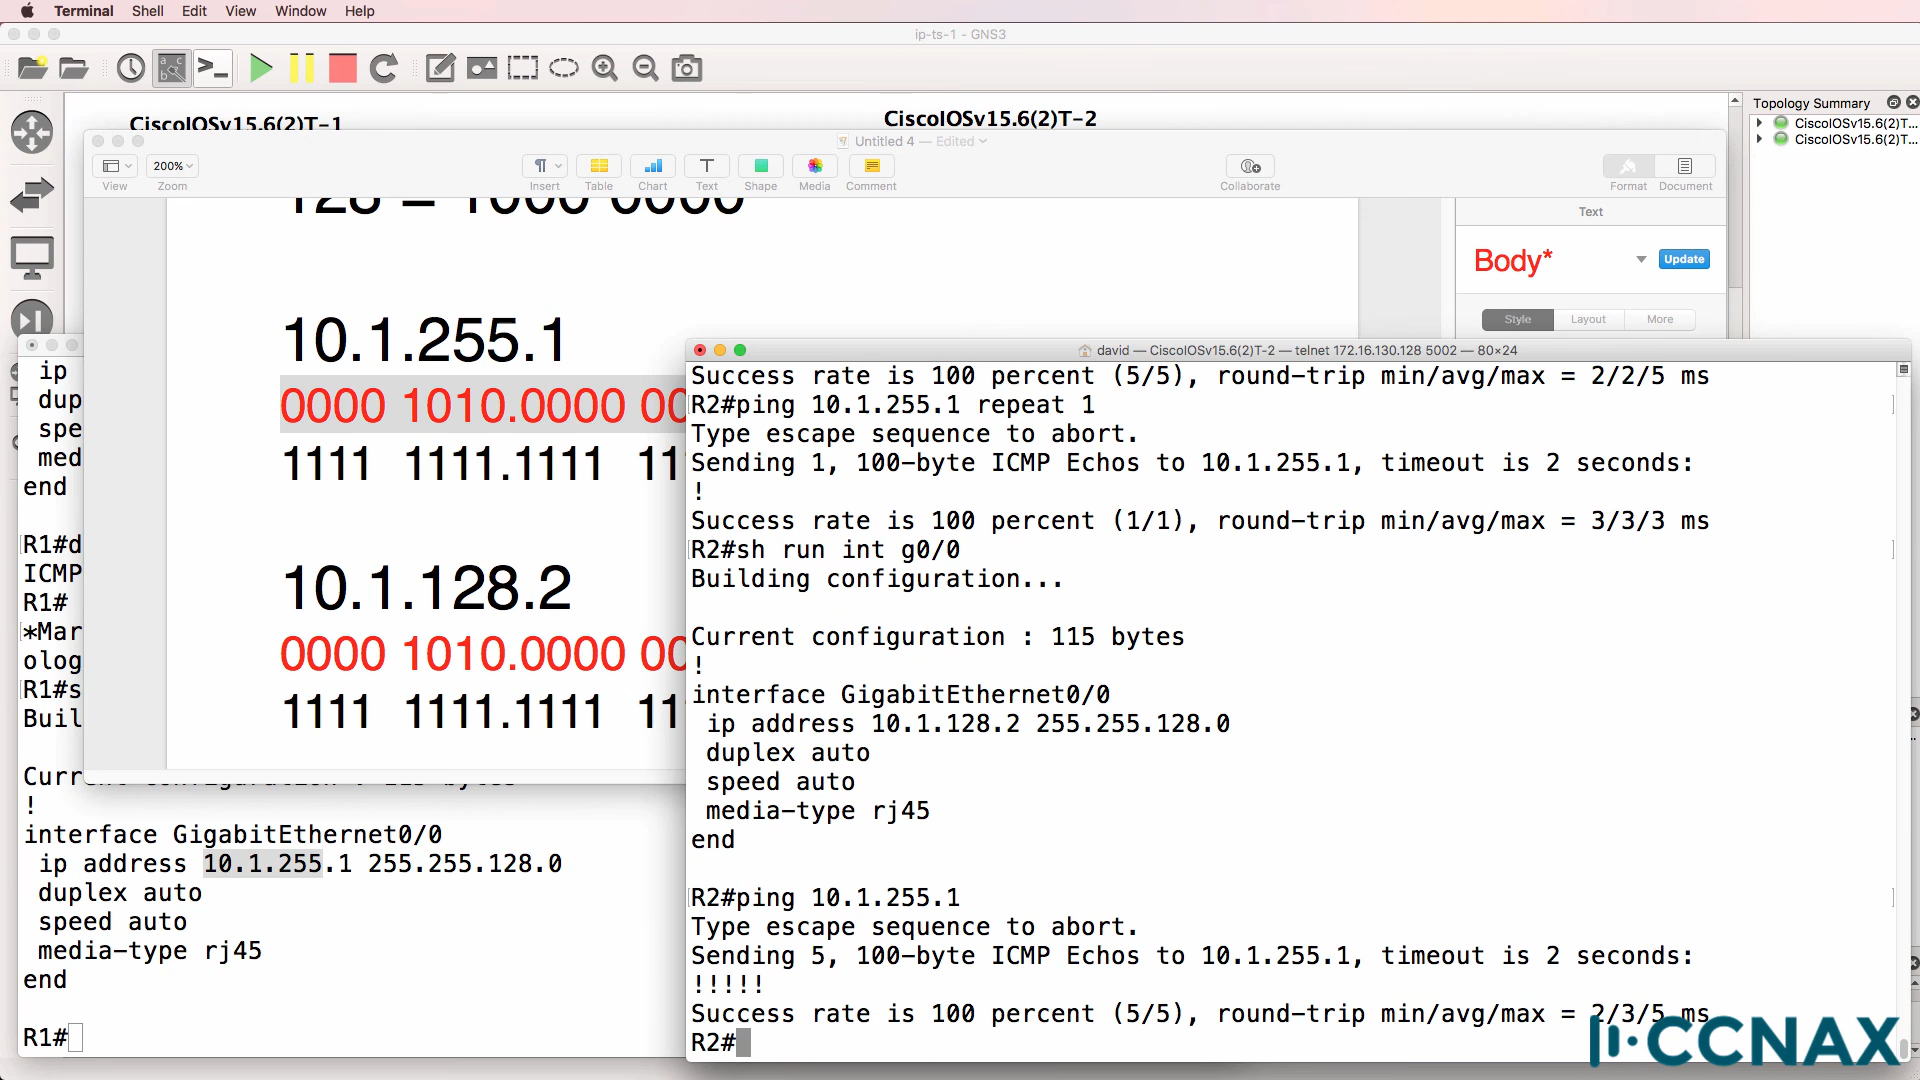 Terminal Shell Edit View Window Help
ip-ts-1 - GNS3
CiscoIOSv15.6(2)T-1
CiscoIOSv15.6(2)T-2
Topology Summary
CiscoIOSv15.6(2)T...
CiscoIOSv15.6(2)T...
Untitled 4 — Edited
200%
View Zoom Insert Table Chart Text Shape Media Comment Collaborate Format Document
Text
Body*
Update
Style Layout More
128 = 1000 0000
10.1.255.1
0000 1010.0000 00
1111 1111.1111 11
10.1.128.2
0000 1010.0000 00
1111 1111.1111 11
ip
dup
spe
med
end
R1#d
ICMP
R1#
*Mar
olog
R1#s
Buil
Current configuration : 115 bytes
!
interface GigabitEthernet0/0
ip address 10.1.255.1 255.255.128.0
duplex auto
speed auto
media-type rj45
end
R1#
david — CiscoIOSv15.6(2)T-2 — telnet 172.16.130.128 5002 — 80×24
Success rate is 100 percent (5/5), round-trip min/avg/max = 2/2/5 ms
R2#ping 10.1.255.1 repeat 1
Type escape sequence to abort.
Sending 1, 100-byte ICMP Echos to 10.1.255.1, timeout is 2 seconds:
!
Success rate is 100 percent (1/1), round-trip min/avg/max = 3/3/3 ms
R2#sh run int g0/0
Building configuration...
Current configuration : 115 bytes
!
interface GigabitEthernet0/0
ip address 10.1.128.2 255.255.128.0
duplex auto
speed auto
media-type rj45
end
R2#ping 10.1.255.1
Type escape sequence to abort.
Sending 5, 100-byte ICMP Echos to 10.1.255.1, timeout is 2 seconds:
!!!!!
Success rate is 100 percent (5/5), round-trip min/avg/max = 2/3/5 ms
R2#
CCNAX